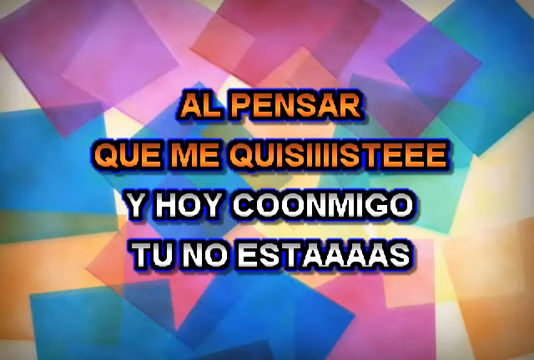 AL PENSAR
QUE ME QUISIIIISTEEE
Y HOY COONMIGO
TU NO ESTAAAAS